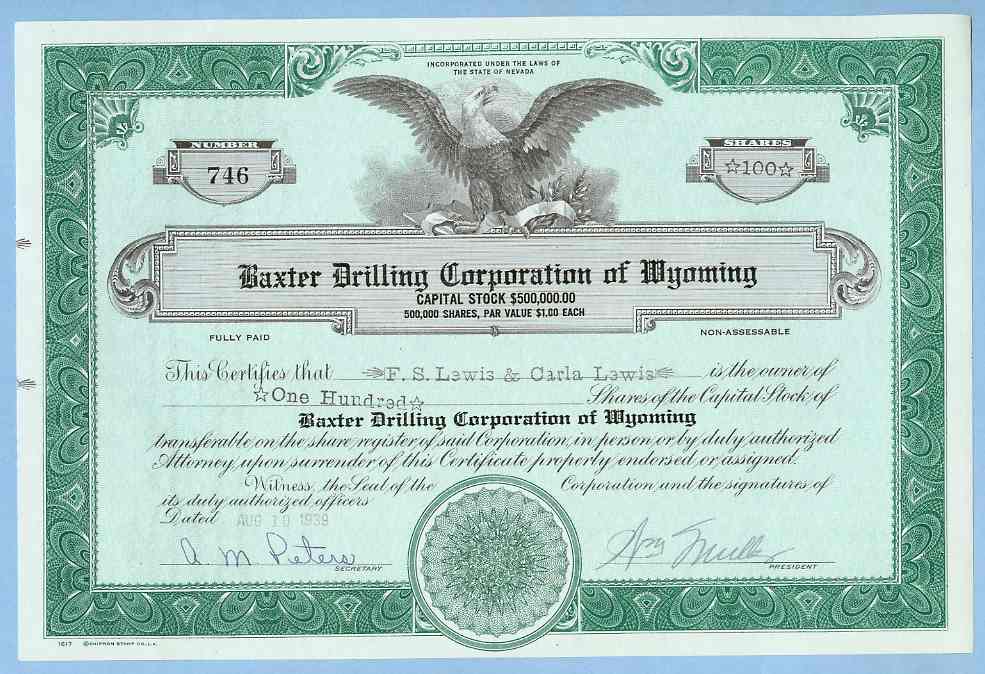 INCORPORATED UNDER THE LAWS OF
THE STATE OF NEVADA
NUMBER
746
SHARES
☆100☆
Baxter Drilling Corporation of Wyoming
CAPITAL STOCK $500,000.00
500,000 SHARES, PAR VALUE $1.00 EACH
FULLY PAID
NON-ASSESSABLE
This Certifies that F. S. Lewis & Carla Lewis is the owner of
☆One Hundred☆ Shares of the Capital Stock of
Baxter Drilling Corporation of Wyoming
transferable on the share register of said Corporation, in person or by duly authorized
Attorney, upon surrender of this Certificate properly endorsed or assigned.
Witness, the Seal of the Corporation and the signatures of
its duly authorized officers
Dated AUG 10 1939
A M Peters
SECRETARY
PRESIDENT
1617 ©